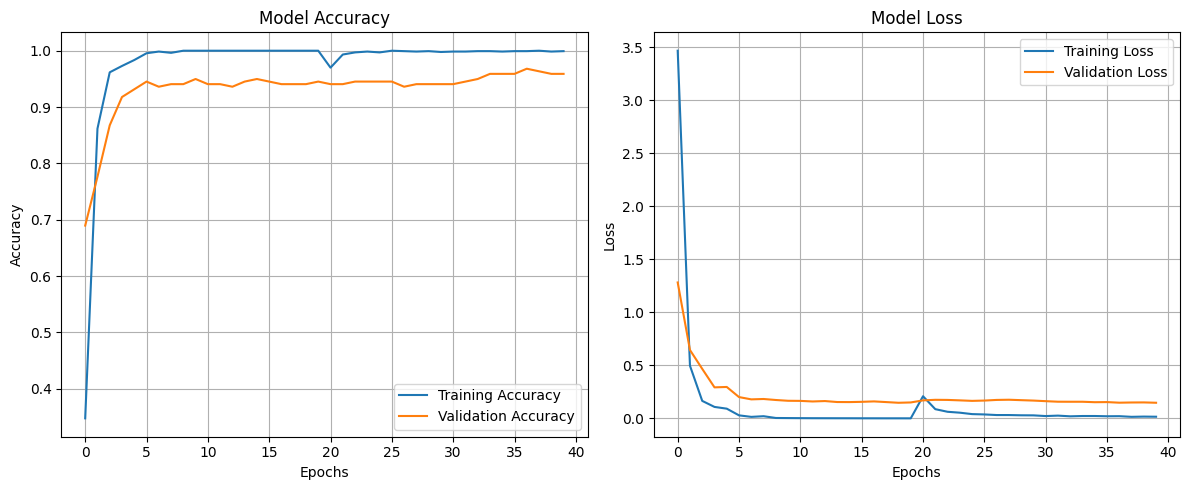 Model Accuracy
1.0
0.9
0.8
0.7
0.6
0.5
0.4
Accuracy
0 5 10 15 20 25 30 35 40
Epochs
Training Accuracy
Validation Accuracy
Model Loss
3.5
3.0
2.5
2.0
1.5
1.0
0.5
0.0
Loss
0 5 10 15 20 25 30 35 40
Epochs
Training Loss
Validation Loss